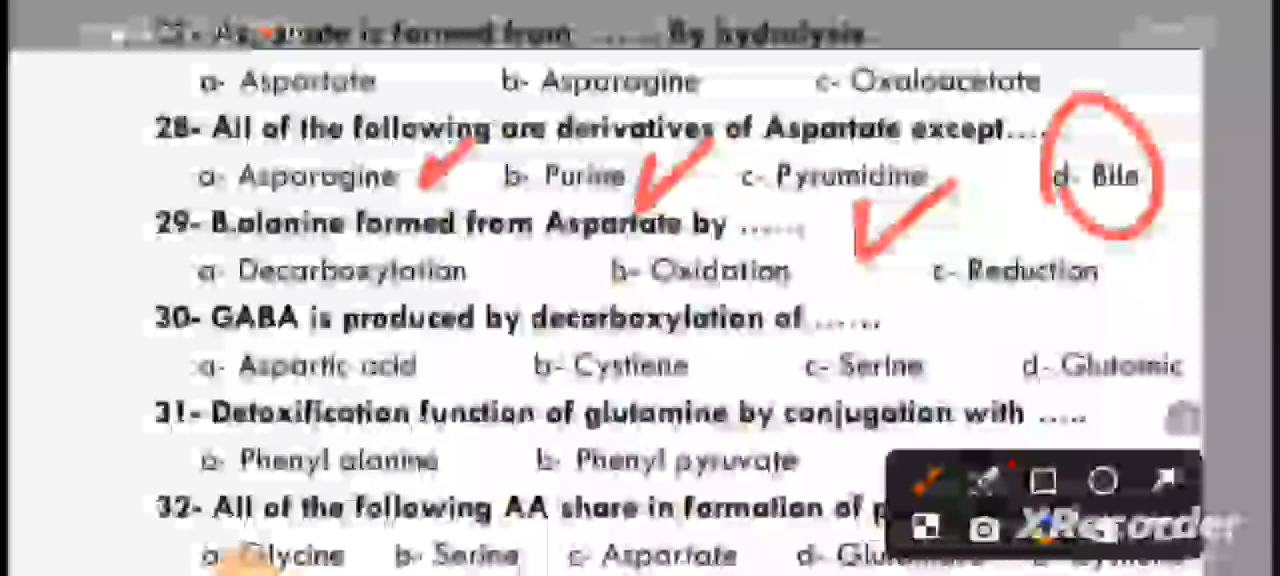 is formed from ...... By hydrolysis
a- Aspartate b- Asparagine c- Oxaloacetate
28- All of the following are derivatives of Aspartate except....
a- Asparagine b- Purine c- Pyrumidine d- Bile
29- B.alanine formed from Aspartate by ......
a- Decarboxylation b- Oxidation c- Reduction
30- GABA is produced by decarboxylation of ......
a- Aspartic acid b- Cystiene c- Serine d- Glutamic
31- Detoxification function of glutamine by conjugation with .....
a- Phenyl alanine b- Phenyl pyruvate
32- All of the following AA share in formation of
XRecorder
a- Glycine b- Serine c- Aspartate